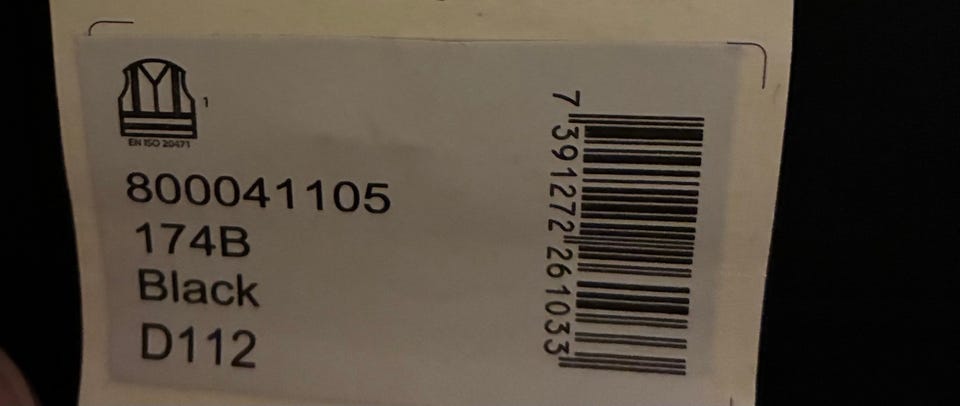 1
EN ISO 20471
800041105
174B
Black
D112
7 391272 261033